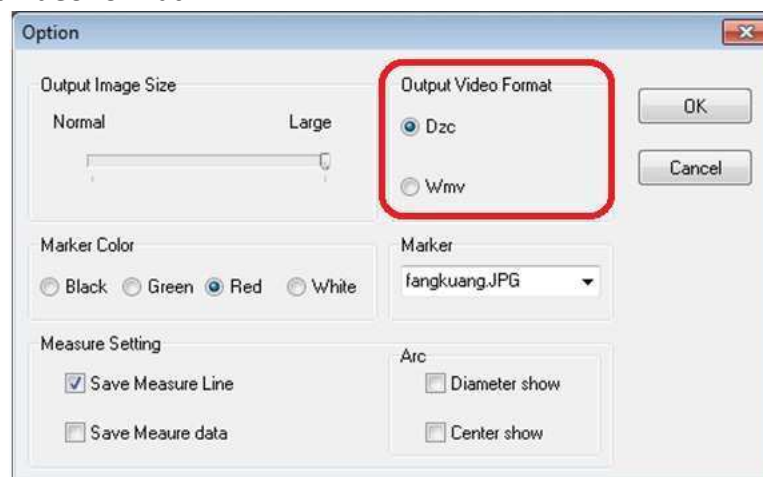 Option
Output Image Size
Normal Large
Output Video Format
Dzc
Wmv
OK
Cancel
Marker Color
Black Green Red White
Marker
fangkuang.JPG
Measure Setting
Save Measure Line
Save Meaure data
Arc
Diameter show
Center show